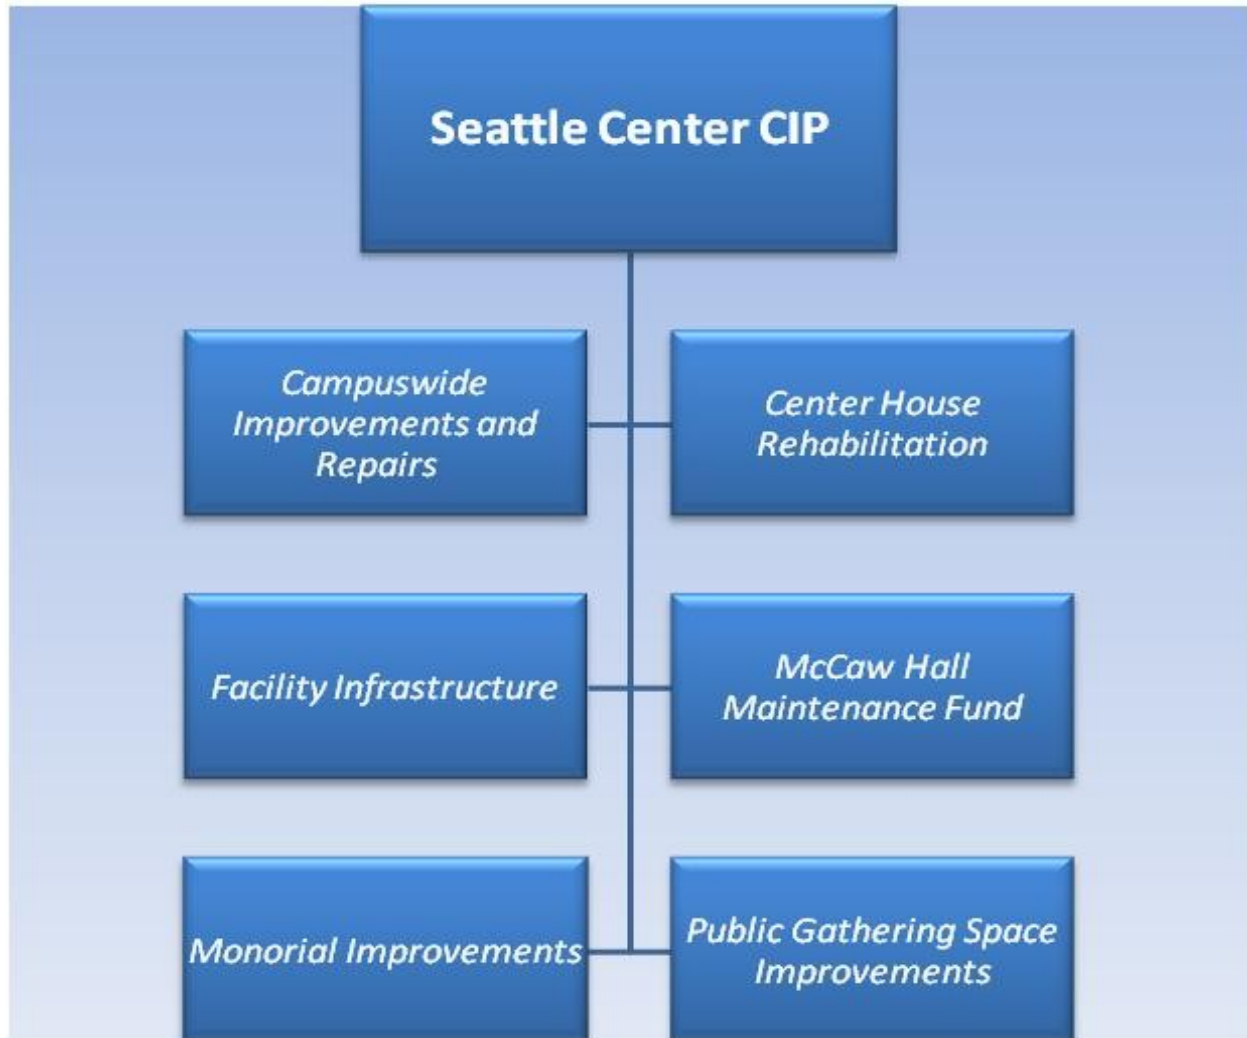 Seattle Center CIP
Campuswide
Improvements and
Repairs
Center House
Rehabilitation
Facility Infrastructure
McCaw Hall
Maintenance Fund
Monorial Improvements
Public Gathering Space
Improvements